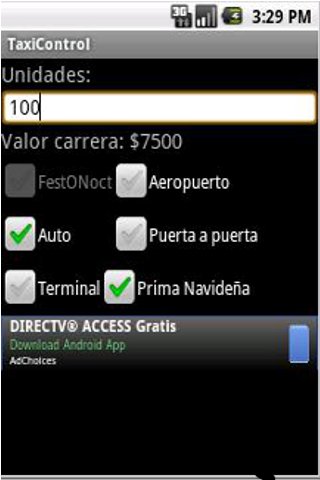 3G 3:29 PM
TaxiControl
Unidades:
100
Valor carrera: $7500
FestONoct Aeropuerto
Auto Puerta a puerta
Terminal Prima Navideña
DIRECTV® ACCESS Gratis
Download Android App
AdChoices